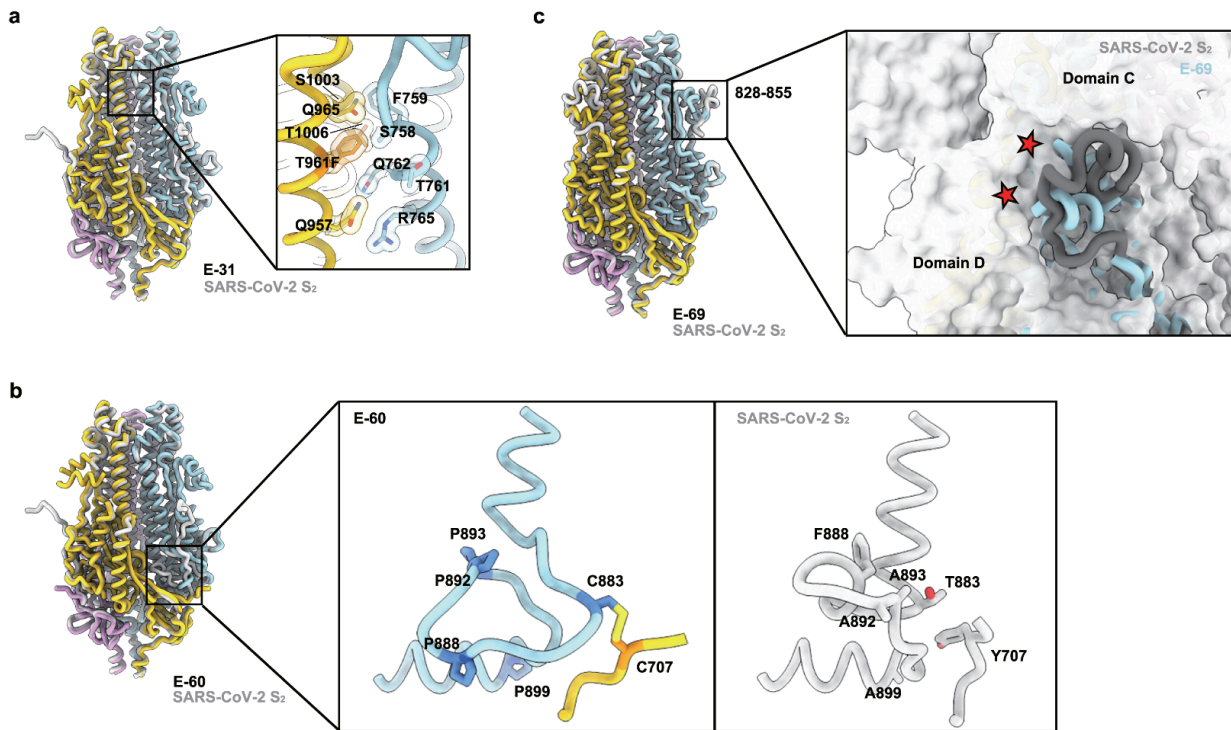 a
S1003
Q965
F759
T1006
S758
T961F
Q762
T761
Q957
R765
E-31
SARS-CoV-2 S₂
c
828-855
E-69
SARS-CoV-2 S₂
SARS-CoV-2 S₂
E-69
Domain C
Domain D
b
E-60
SARS-CoV-2 S₂
E-60
P893
P892
C883
P888
C707
P899
SARS-CoV-2 S₂
F888
A893
T883
A892
Y707
A899